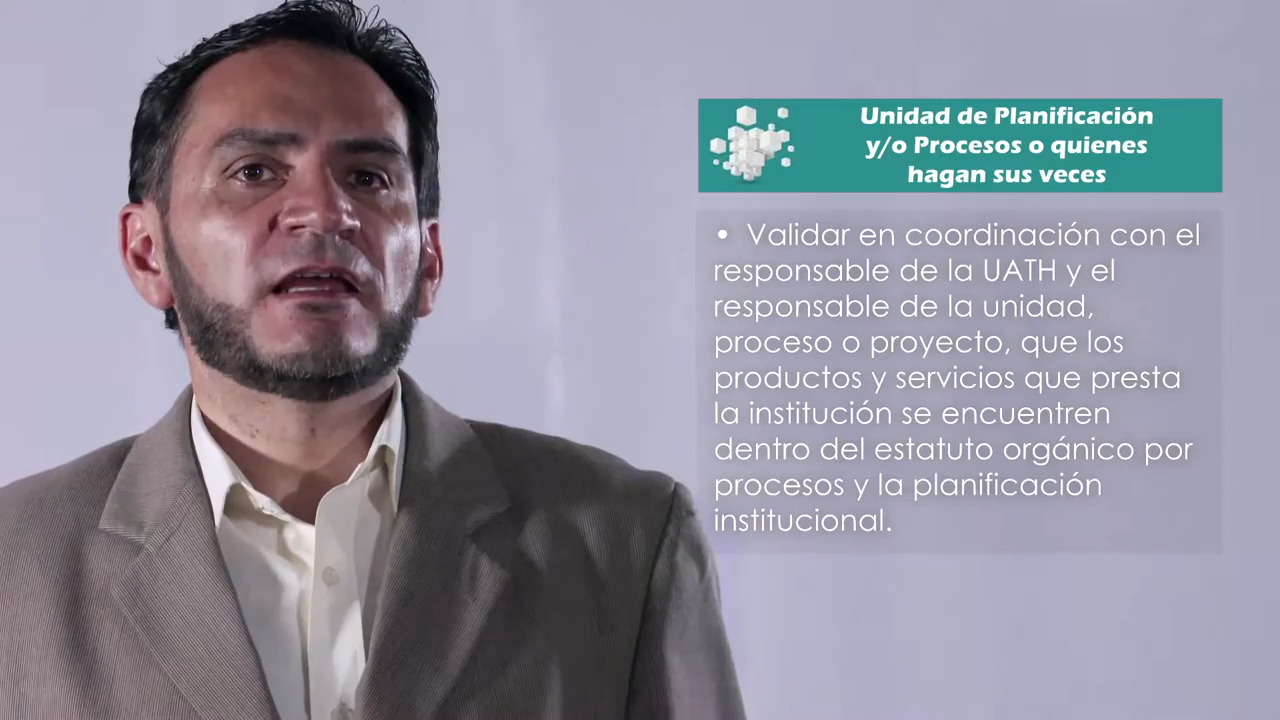 Unidad de Planificación
y/o Procesos o quienes
hagan sus veces
• Validar en coordinación con el
responsable de la UATH y el
responsable de la unidad,
proceso o proyecto, que los
productos y servicios que presta
la institución se encuentren
dentro del estatuto orgánico por
procesos y la planificación
institucional.